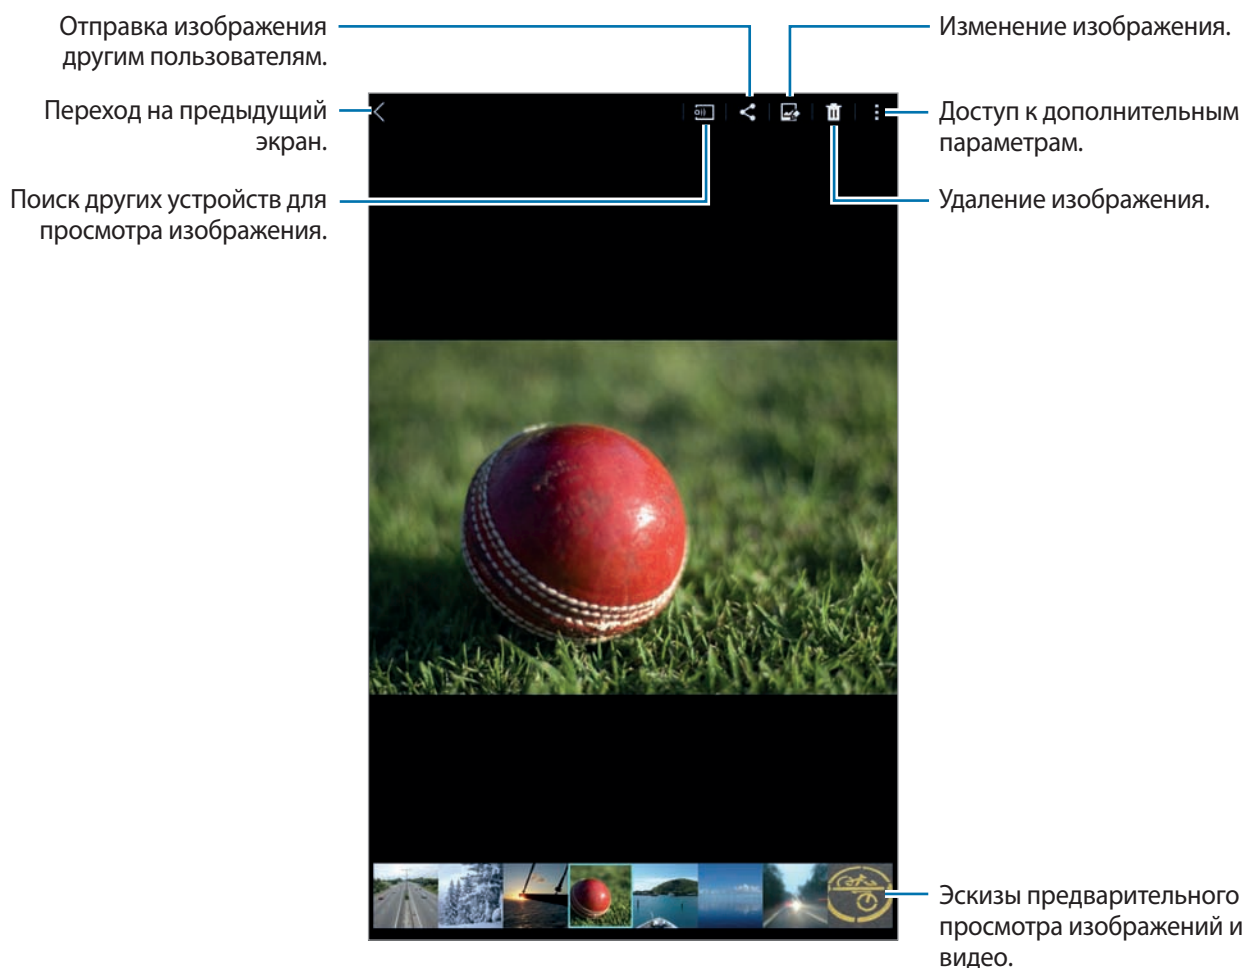 Отправка изображения
другим пользователям.
Переход на предыдущий
экран.
Поиск других устройств для
просмотра изображения.
Изменение изображения.
Доступ к дополнительным
параметрам.
Удаление изображения.
Эскизы предварительного
просмотра изображений и
видео.